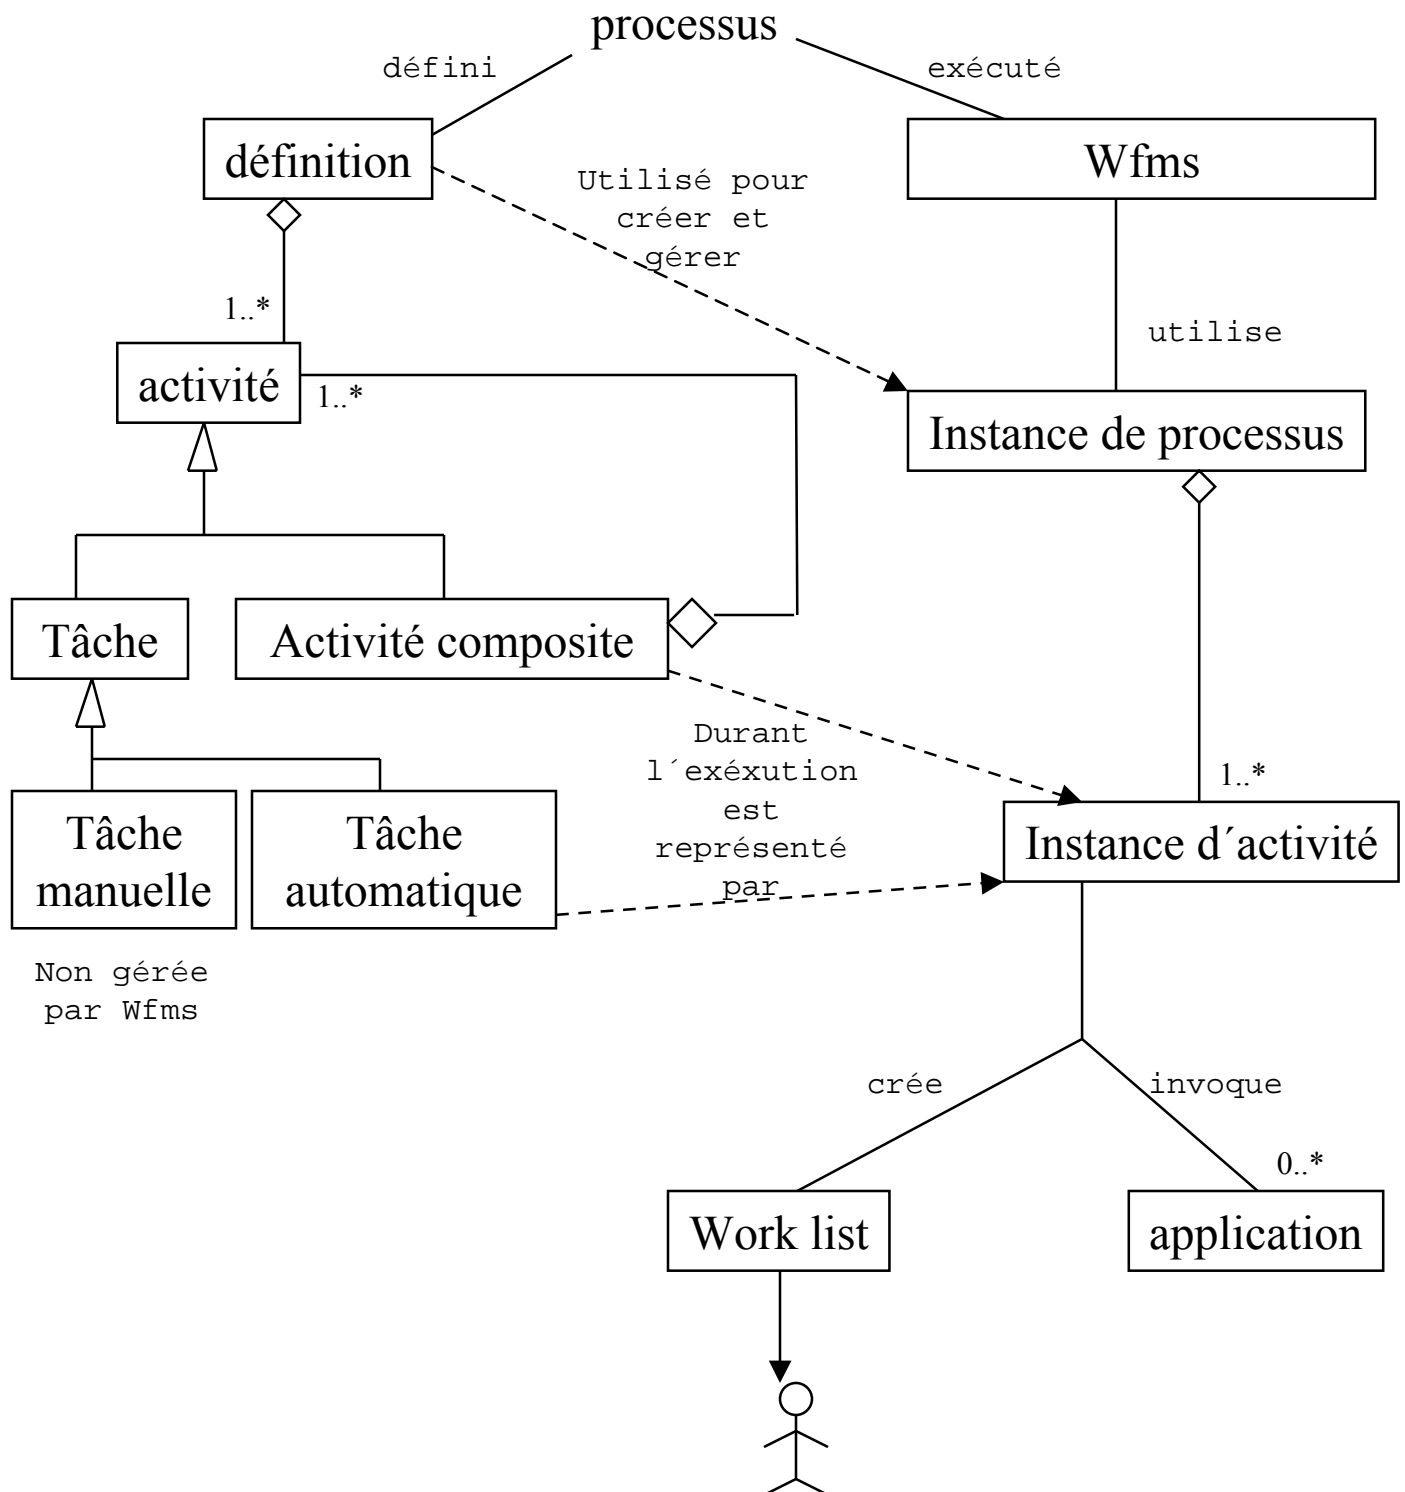 processus
défini
exécuté
définition
Wfms
Utilisé pour
créer et
gérer
1..*
utilise
activité
1..*
Instance de processus
Tâche
Activité composite
Durant
l´exéxution
est
représenté
par
1..*
Tâche
manuelle
Tâche
automatique
Instance d´activité
Non gérée
par Wfms
crée
invoque
0..*
Work list
application